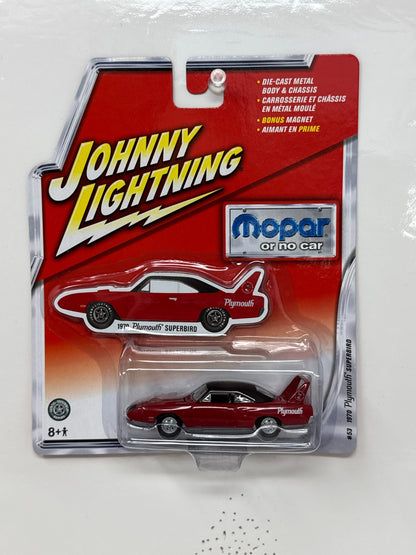 • DIE-CAST METAL
BODY & CHASSIS
• CARROSSERIE ET CHÂSSIS
EN MÉTAL MOULÉ
• BONUS MAGNET
• AIMANT EN PRIME
JOHNNY
LIGHTNING
mopar
or no car
Plymouth
1970 Plymouth SUPERBIRD
Plymouth
8+
#53 1970 Plymouth SUPERBIRD